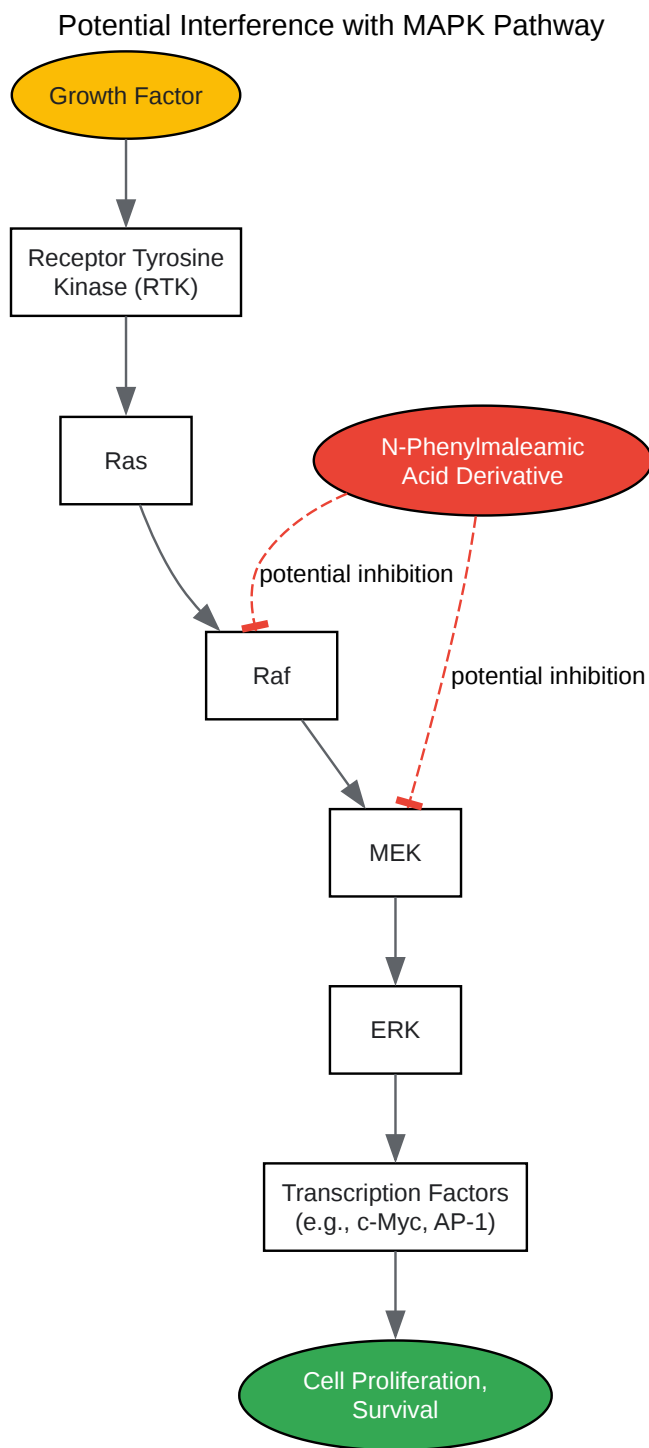 Potential Interference with MAPK Pathway
Growth Factor
Receptor Tyrosine
Kinase (RTK)
Ras
N-Phenylmaleamic
Acid Derivative
potential inhibition
Raf
potential inhibition
MEK
ERK
Transcription Factors
(e.g., c-Myc, AP-1)
Cell Proliferation,
Survival